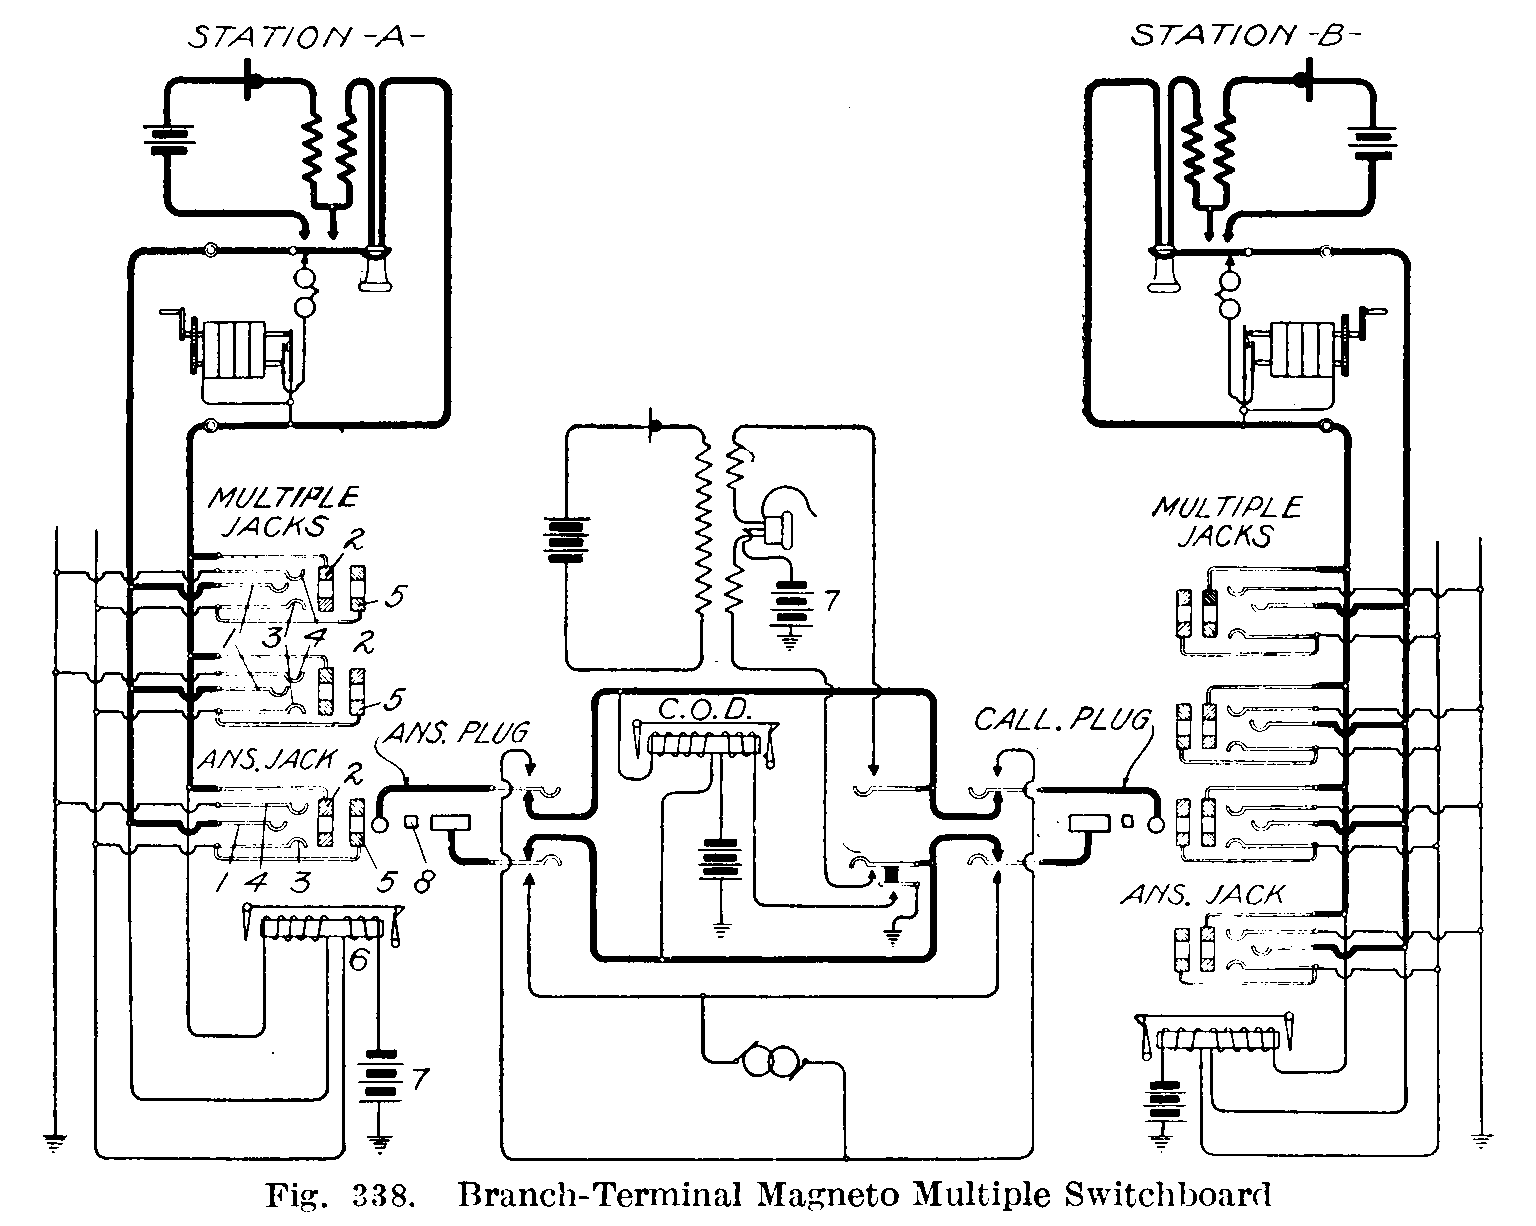 STATION -A-
STATION -B-
MULTIPLE
JACKS
2
5
1 3 4 2
5
MULTIPLE
JACKS
7
ANS. PLUG
C.O.D.
CALL. PLUG
ANS. JACK
2
1 4 3 5 8
ANS. JACK
6
7
Fig. 338. Branch-Terminal Magneto Multiple Switchboard